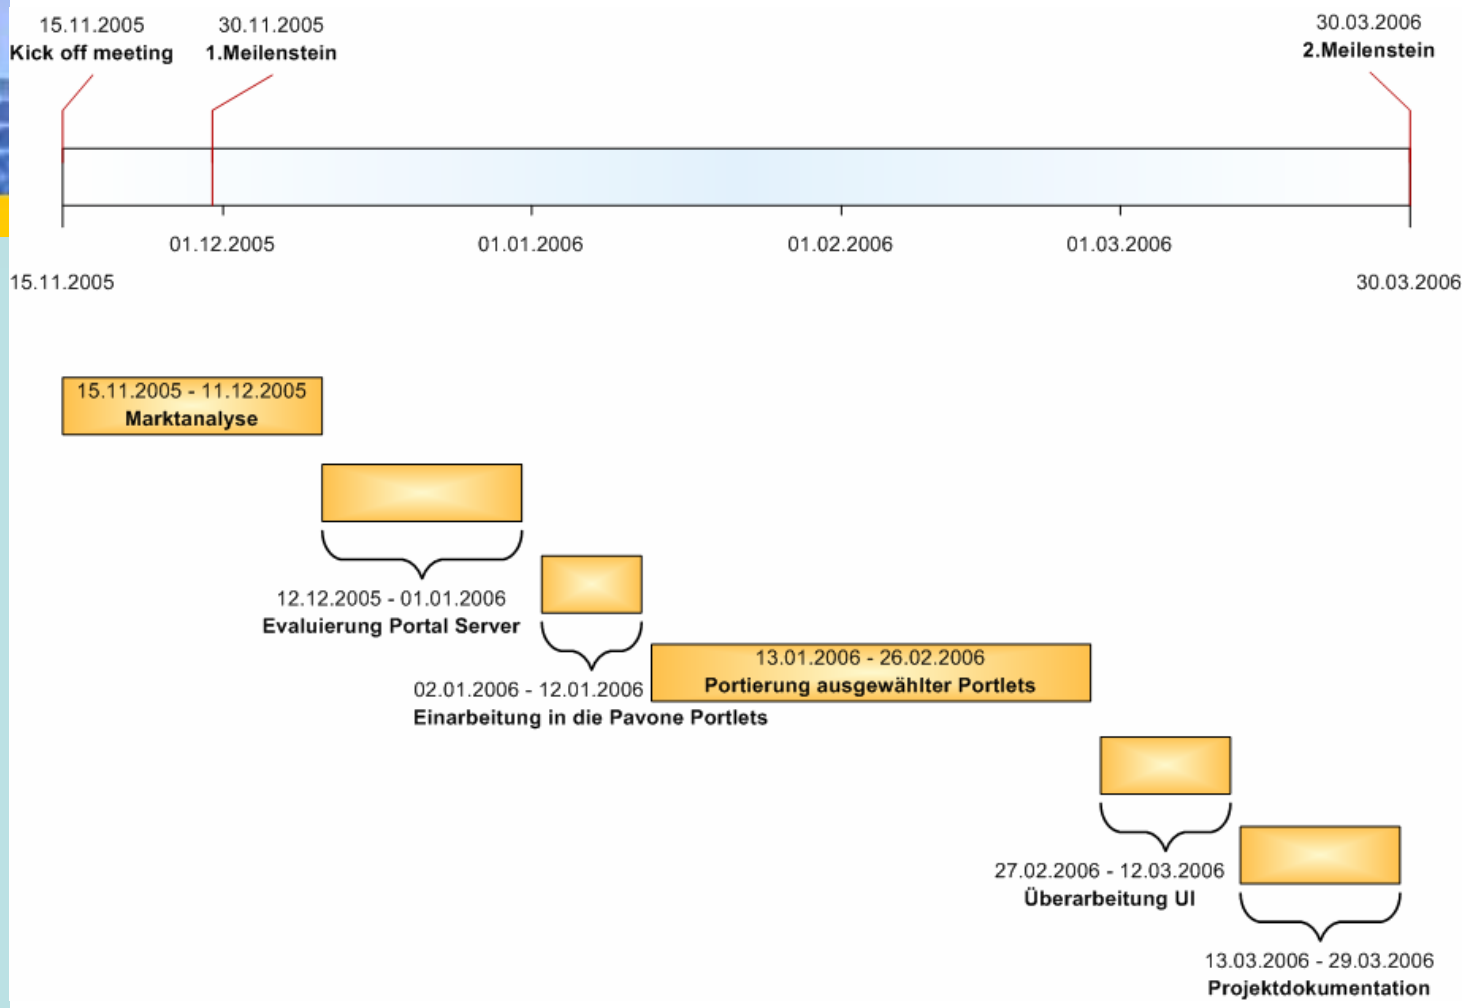 15.11.2005
Kick off meeting
30.11.2005
1.Meilenstein
30.03.2006
2.Meilenstein
01.12.2005
01.01.2006
01.02.2006
01.03.2006
15.11.2005
30.03.2006
15.11.2005 - 11.12.2005
Marktanalyse
12.12.2005 - 01.01.2006
Evaluierung Portal Server
02.01.2006 - 12.01.2006
Einarbeitung in die Pavone Portlets
13.01.2006 - 26.02.2006
Portierung ausgewählter Portlets
27.02.2006 - 12.03.2006
Überarbeitung UI
13.03.2006 - 29.03.2006
Projektdokumentation